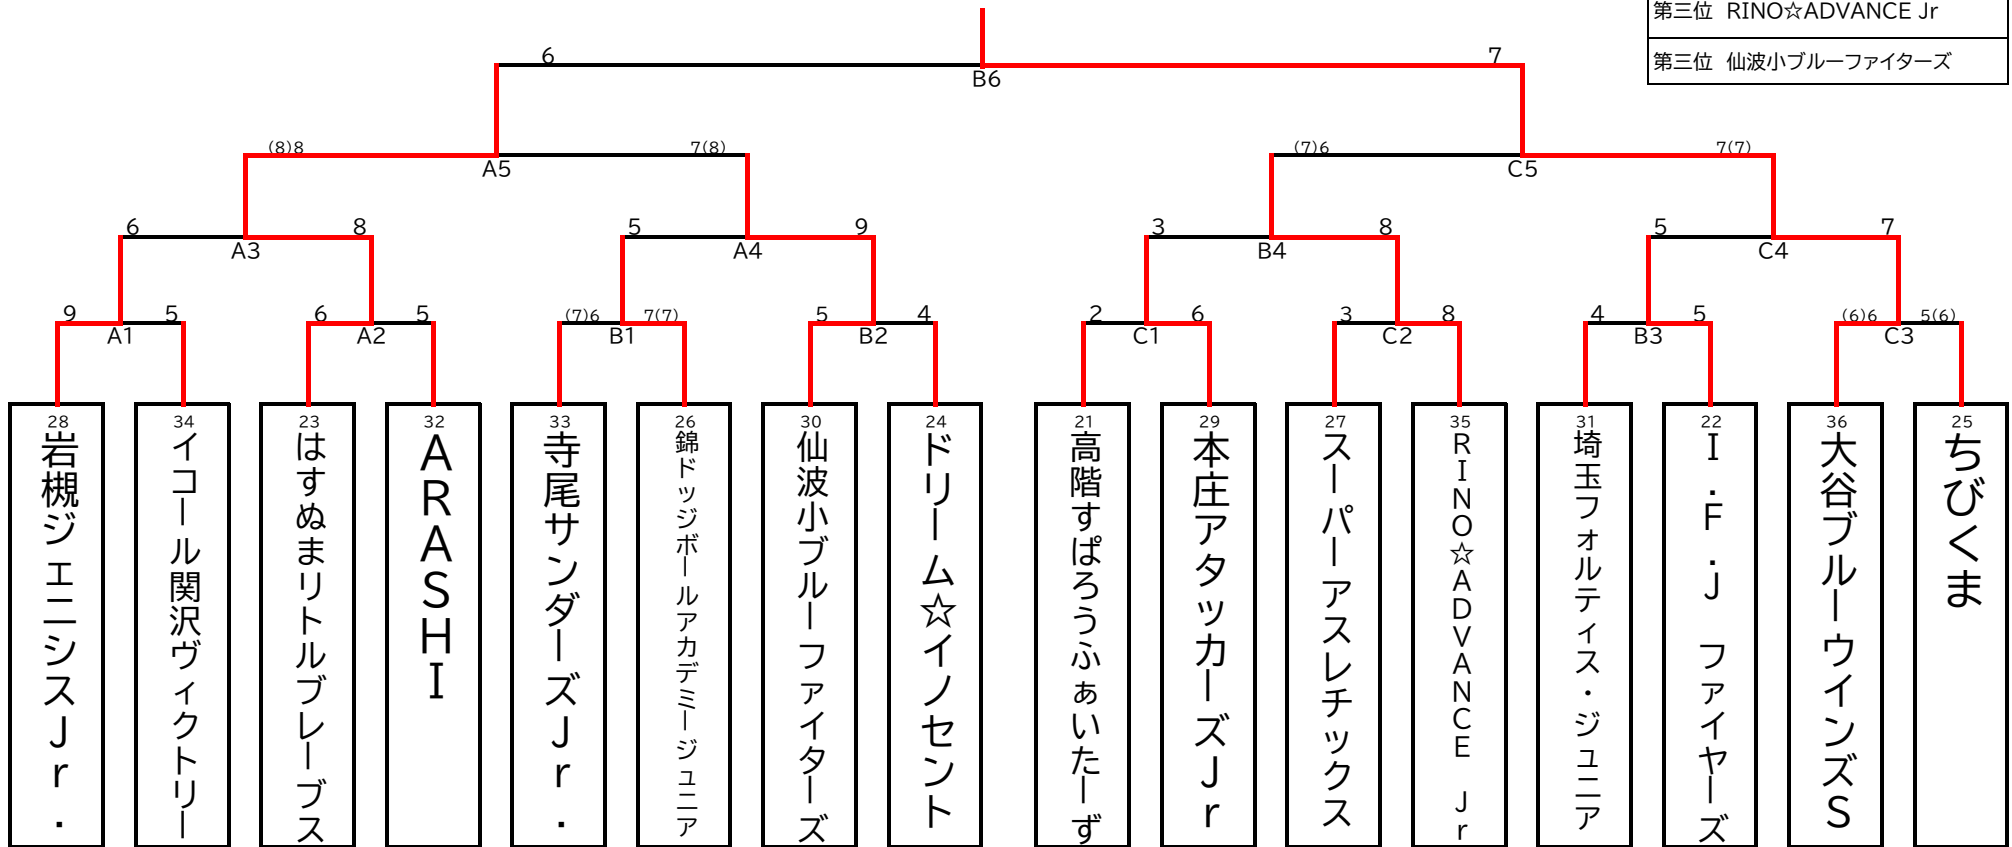 第三位 RINO☆ADVANCE Jr
第三位 仙波小ブルーファイターズ
6 7
B6
(8)8 7(8) (7)6 7(7)
A5 C5
6 8 5 9 3 8 5 7
A3 A4 B4 C4
9 5 6 5 (7)6 7(7) 5 4 2 6 3 8 4 5 (6)6 5(6)
A1 A2 B1 B2 C1 C2 B3 C3
28 34 23 32 33 26 30 24 21 29 27 35 31 22 36 25
岩槻ジェニシスJr.
イコール関沢ヴィクトリー
はすぬまリトルブレーブス
ARASHI
寺尾サンダーズJr.
錦ドッジボールアカデミージュニア
仙波小ブルーファイターズ
ドリーム☆イノセント
高階すぱろうふぁいたーず
本庄アタッカーズJr
スーパーアスレチックス
RINO☆ADVANCE Jr
埼玉フォルティス・ジュニア
I.F.J ファイヤーズ
大谷ブルーウインズS
ちびくま